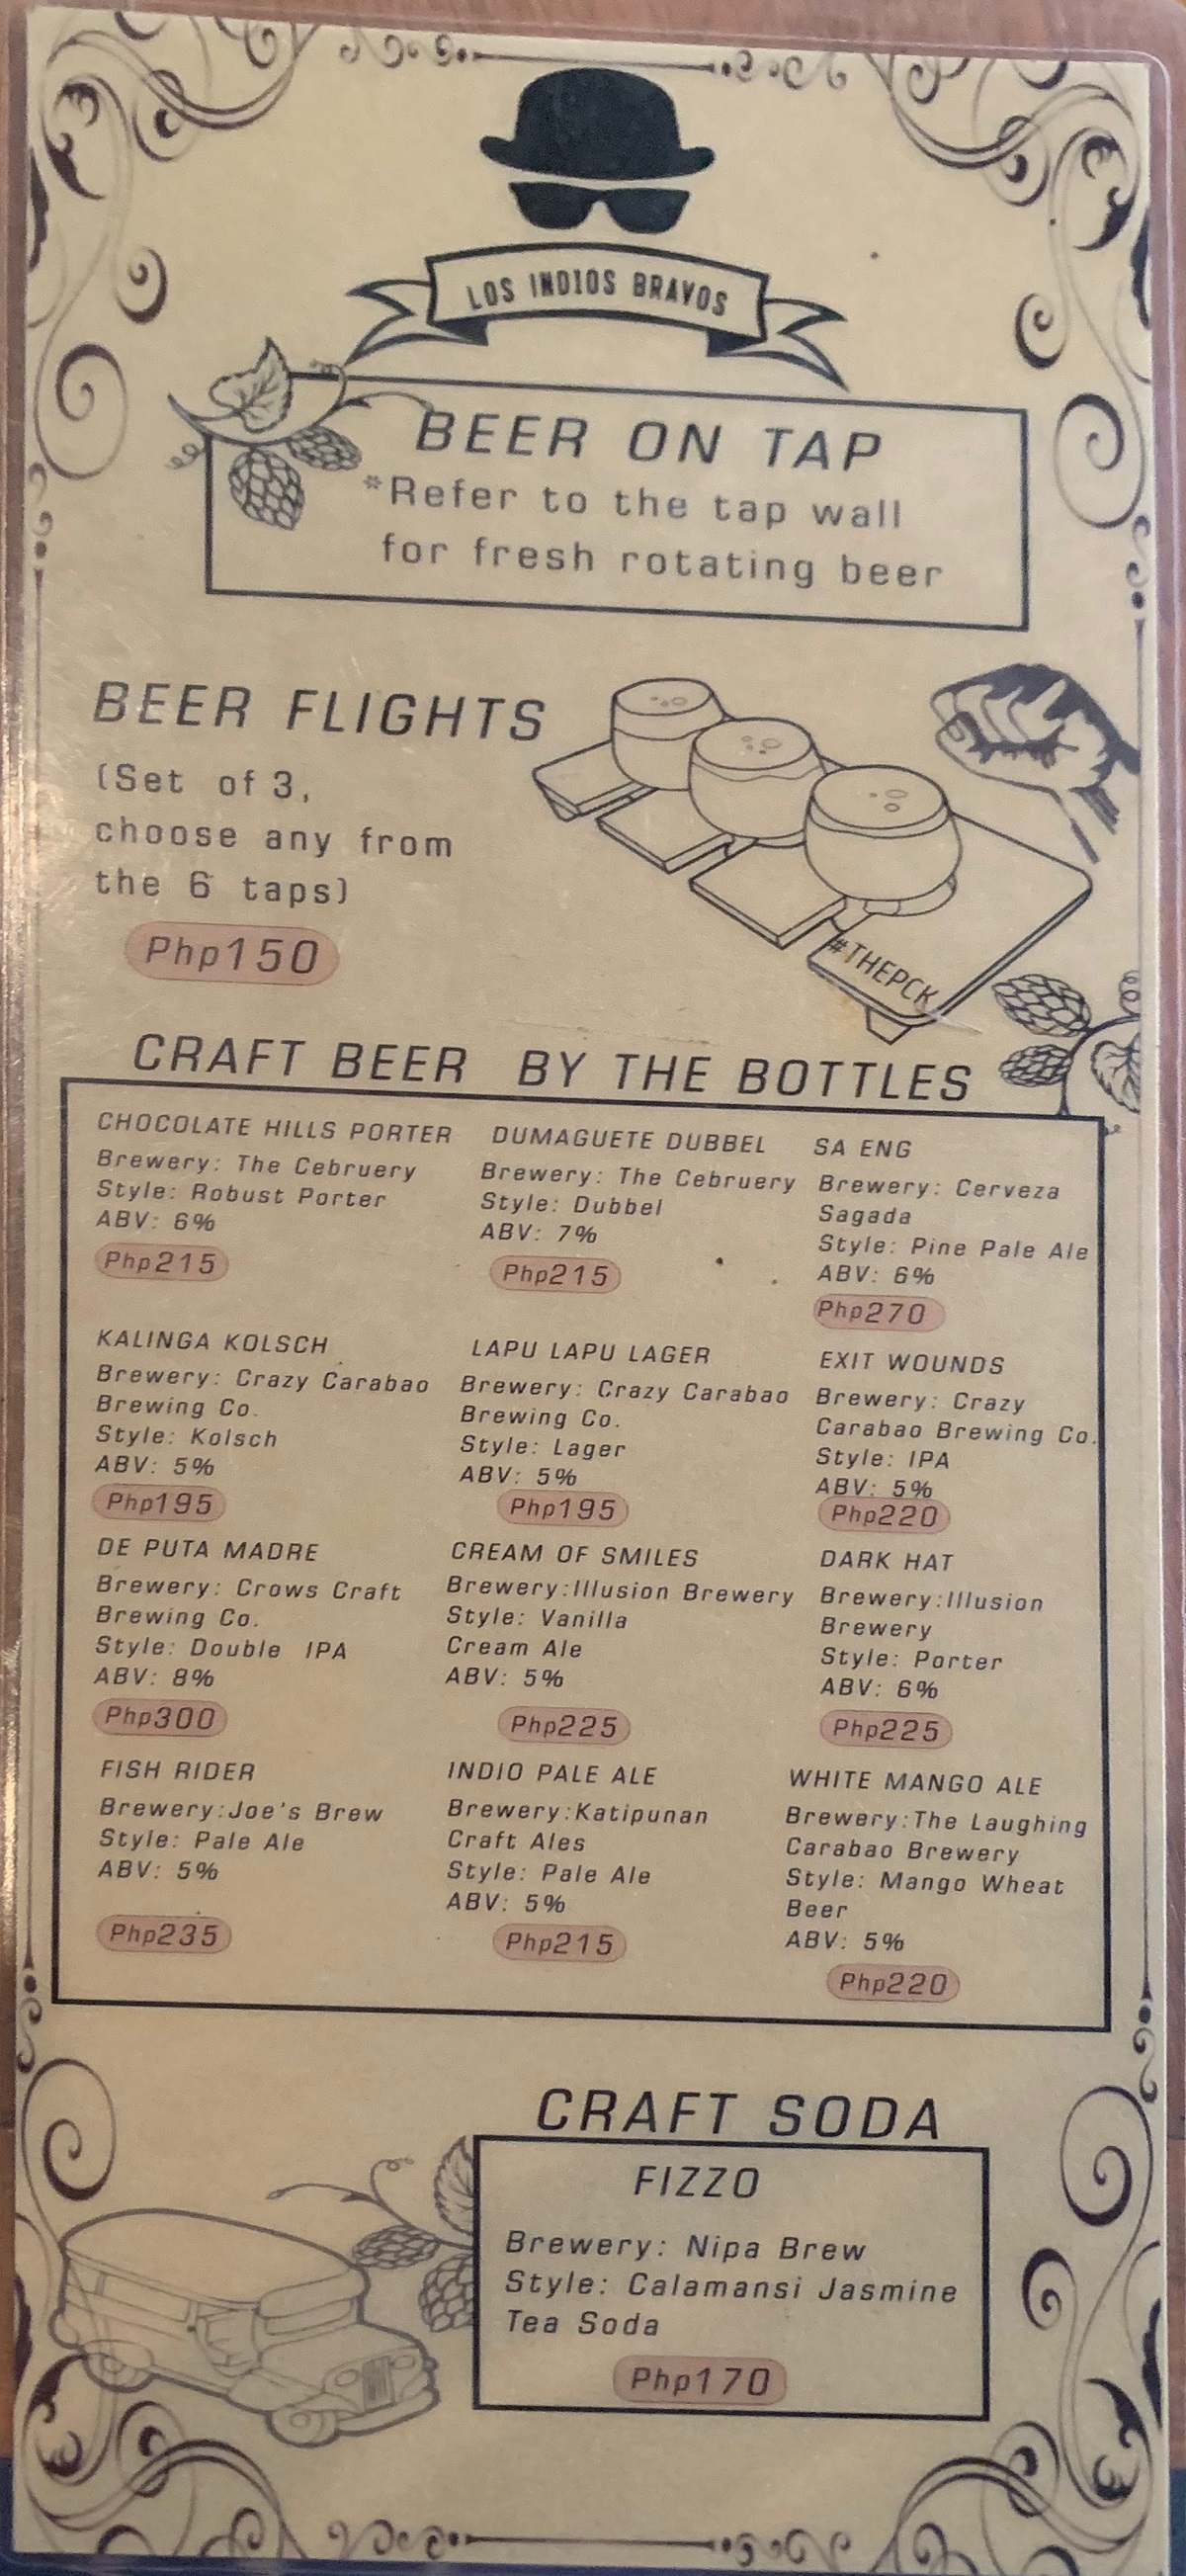 LOS INDIOS BRAVOS
BEER ON TAP
*Refer to the tap wall
for fresh rotating beer
BEER FLIGHTS
(Set of 3,
choose any from
the 6 taps)
Php150
#THEPCK
CRAFT BEER BY THE BOTTLES
CHOCOLATE HILLS PORTER
Brewery: The Cebruery
Style: Robust Porter
ABV: 6%
Php215
DUMAGUETE DUBBEL
Brewery: The Cebruery
Style: Dubbel
ABV: 7%
Php215
SA ENG
Brewery: Cerveza
Sagada
Style: Pine Pale Ale
ABV: 6%
Php270
KALINGA KOLSCH
Brewery: Crazy Carabao
Brewing Co.
Style: Kolsch
ABV: 5%
Php195
LAPU LAPU LAGER
Brewery: Crazy Carabao
Brewing Co.
Style: Lager
ABV: 5%
Php195
EXIT WOUNDS
Brewery: Crazy
Carabao Brewing Co.
Style: IPA
ABV: 5%
Php220
DE PUTA MADRE
Brewery: Crows Craft
Brewing Co.
Style: Double IPA
ABV: 8%
Php300
CREAM OF SMILES
Brewery:Illusion Brewery
Style: Vanilla
Cream Ale
ABV: 5%
Php225
DARK HAT
Brewery:Illusion
Brewery
Style: Porter
ABV: 6%
Php225
FISH RIDER
Brewery:Joe's Brew
Style: Pale Ale
ABV: 5%
Php235
INDIO PALE ALE
Brewery:Katipunan
Craft Ales
Style: Pale Ale
ABV: 5%
Php215
WHITE MANGO ALE
Brewery:The Laughing
Carabao Brewery
Style: Mango Wheat
Beer
ABV: 5%
Php220
CRAFT SODA
FIZZO
Brewery: Nipa Brew
Style: Calamansi Jasmine
Tea Soda
Php170